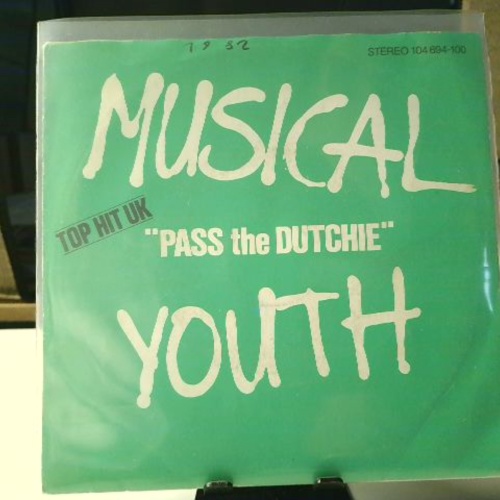 1982
STEREO 104 694-100
MUSICAL
TOP HIT UK
"PASS the DUTCHIE"
YOUTH